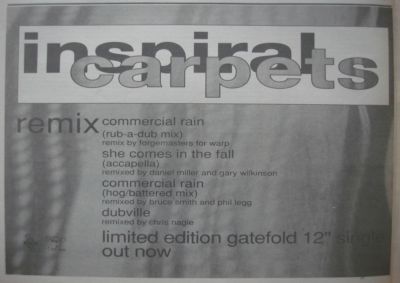 inspiral
carpets
remix
commercial rain
(rub-a-dub mix)
remix by forgemasters for warp
she comes in the fall
(accapella)
remixed by daniel miller and gary wilkinson
commercial rain
(hog/battered mix)
remixed by bruce smith and phil legg
dubville
remixed by chris nagle
limited edition gatefold 12" single
out now